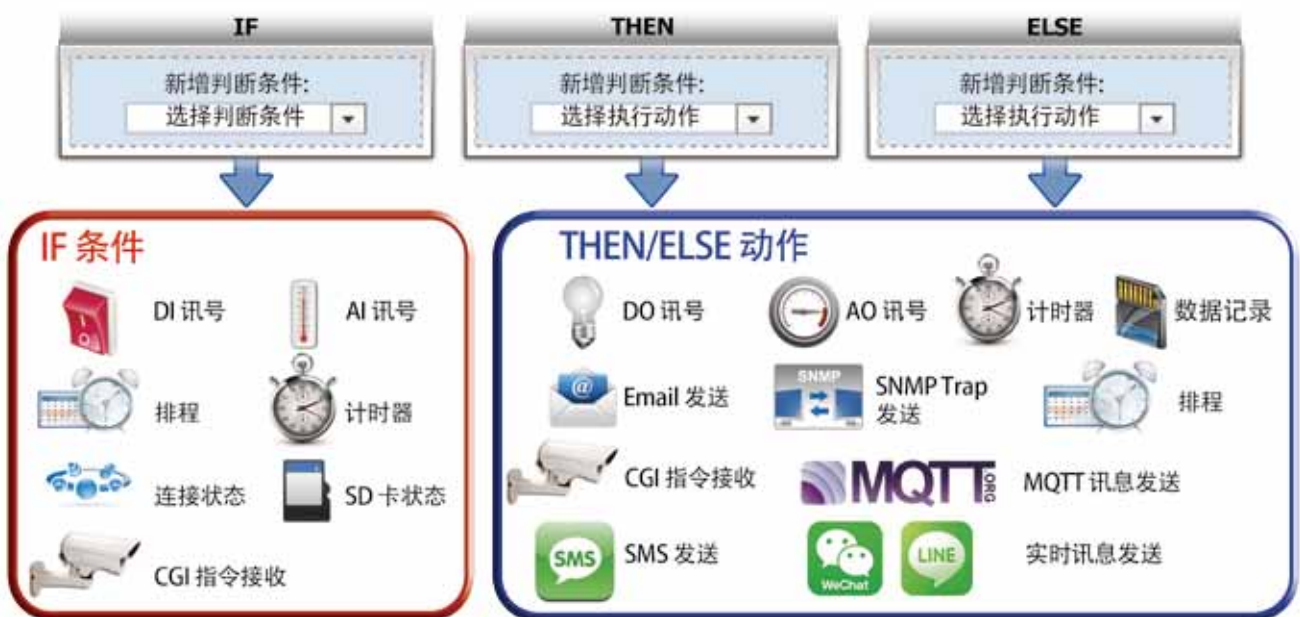 IF
THEN
ELSE
新增判断条件:
选择判断条件
新增判断条件:
选择执行动作
新增判断条件:
选择执行动作
IF 条件
DI 讯号
AI 讯号
排程
计时器
连接状态
SD 卡状态
CGI 指令接收
THEN/ELSE 动作
DO 讯号
AO 讯号
计时器
数据记录
@
Email 发送
SNMP
SNMP Trap
发送
排程
CGI 指令接收
MQTT.ORG
MQTT 讯息发送
SMS
SMS 发送
WeChat
LINE
实时讯息发送